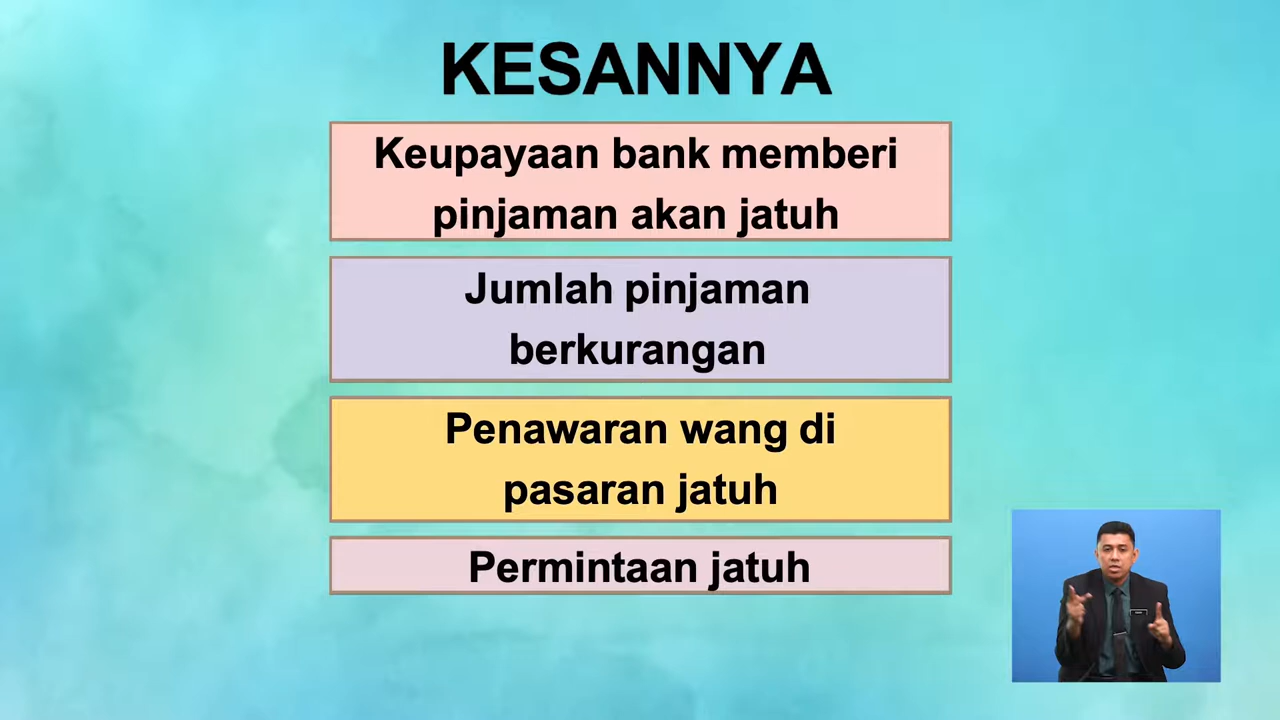 KESANNYA
Keupayaan bank memberi
pinjaman akan jatuh
Jumlah pinjaman
berkurangan
Penawaran wang di
pasaran jatuh
Permintaan jatuh